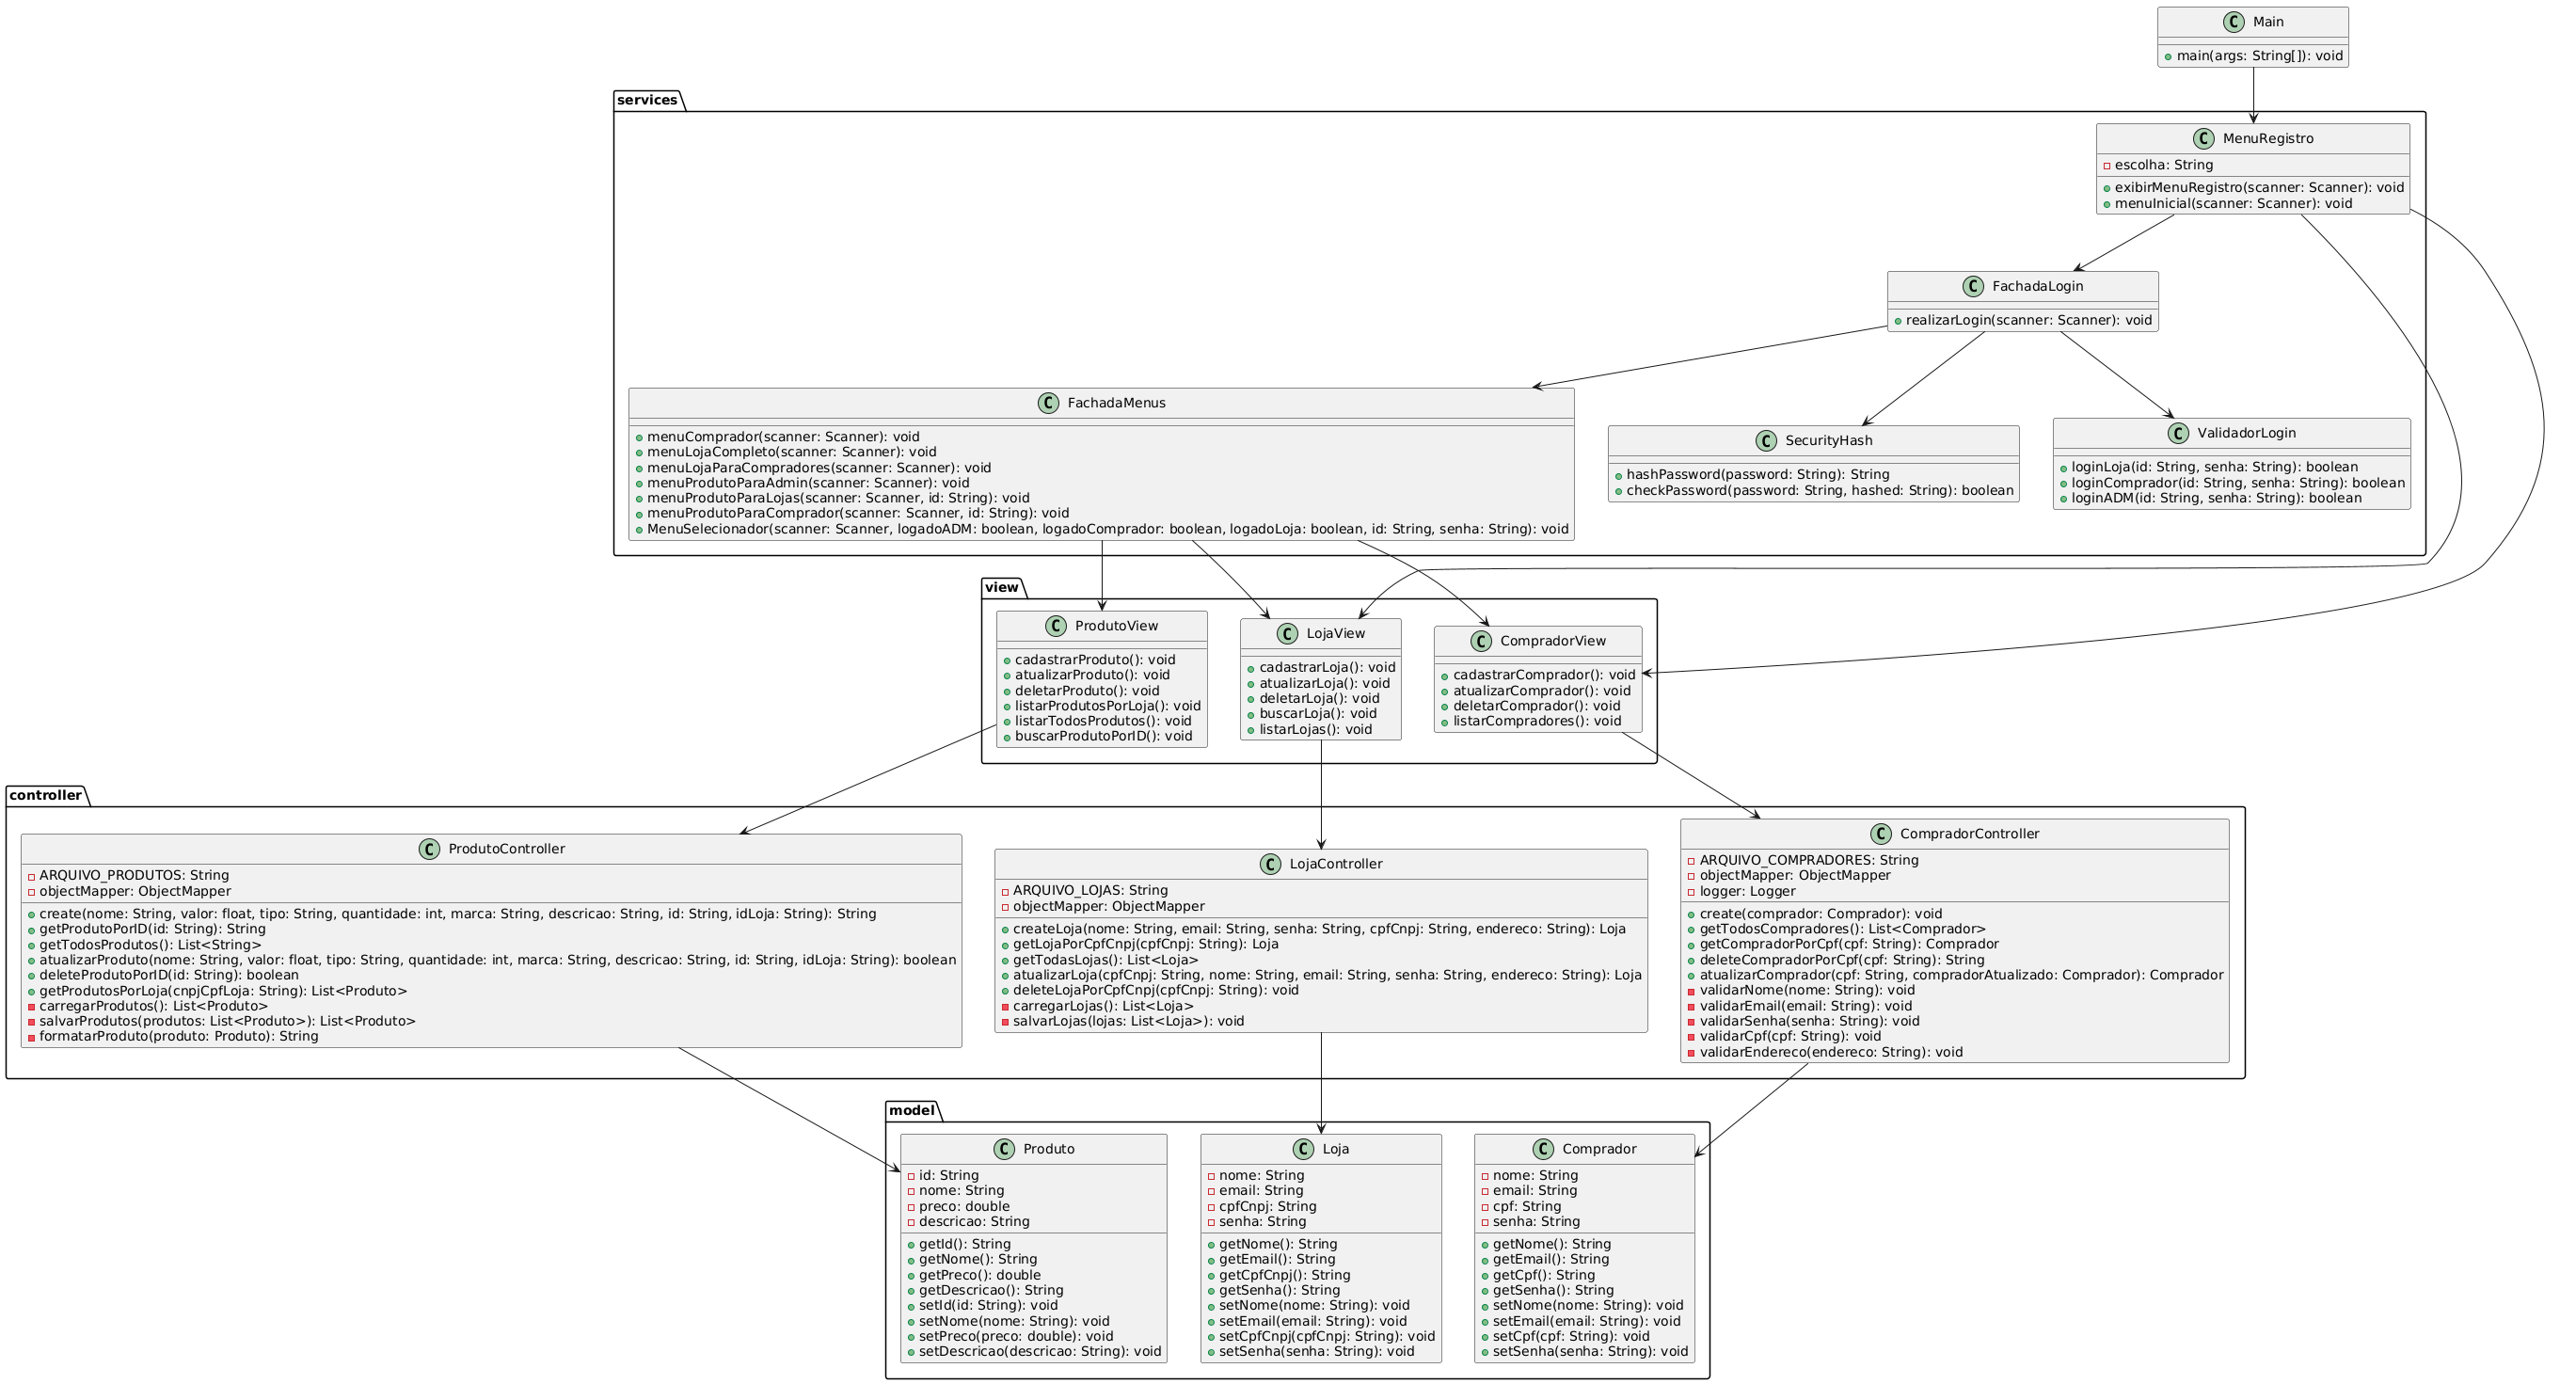 Main
main(args: String[]): void
services
MenuRegistro
escolha: String
exibirMenuRegistro(scanner: Scanner): void
menuInicial(scanner: Scanner): void
FachadaLogin
realizarLogin(scanner: Scanner): void
FachadaMenus
menuComprador(scanner: Scanner): void
menuLojaCompleto(scanner: Scanner): void
menuLojaParaCompradores(scanner: Scanner): void
menuProdutoParaAdmin(scanner: Scanner): void
menuProdutoParaLojas(scanner: Scanner, id: String): void
menuProdutoParaComprador(scanner: Scanner, id: String): void
MenuSelecionador(scanner: Scanner, logadoADM: boolean, logadoComprador: boolean, logadoLoja: boolean, id: String, senha: String): void
SecurityHash
hashPassword(password: String): String
checkPassword(password: String, hashed: String): boolean
ValidadorLogin
loginLoja(id: String, senha: String): boolean
loginComprador(id: String, senha: String): boolean
loginADM(id: String, senha: String): boolean
view
ProdutoView
cadastrarProduto(): void
atualizarProduto(): void
deletarProduto(): void
listarProdutosPorLoja(): void
listarTodosProdutos(): void
buscarProdutoPorID(): void
LojaView
cadastrarLoja(): void
atualizarLoja(): void
deletarLoja(): void
buscarLoja(): void
listarLojas(): void
CompradorView
cadastrarComprador(): void
atualizarComprador(): void
deletarComprador(): void
listarCompradores(): void
controller
ProdutoController
ARQUIVO_PRODUTOS: String
objectMapper: ObjectMapper
create(nome: String, valor: float, tipo: String, quantidade: int, marca: String, descricao: String, id: String, idLoja: String): String
getProdutoPorID(id: String): String
getTodosProdutos(): List<String>
atualizarProduto(nome: String, valor: float, tipo: String, quantidade: int, marca: String, descricao: String, id: String, idLoja: String): boolean
deleteProdutoPorID(id: String): boolean
getProdutosPorLoja(cnpjCpfLoja: String): List<Produto>
carregarProdutos(): List<Produto>
salvarProdutos(produtos: List<Produto>): List<Produto>
formatarProduto(produto: Produto): String
LojaController
ARQUIVO_LOJAS: String
objectMapper: ObjectMapper
createLoja(nome: String, email: String, senha: String, cpfCnpj: String, endereco: String): Loja
getLojaPorCpfCnpj(cpfCnpj: String): Loja
getTodasLojas(): List<Loja>
atualizarLoja(cpfCnpj: String, nome: String, email: String, senha: String, endereco: String): Loja
deleteLojaPorCpfCnpj(cpfCnpj: String): void
carregarLojas(): List<Loja>
salvarLojas(lojas: List<Loja>): void
CompradorController
ARQUIVO_COMPRADORES: String
objectMapper: ObjectMapper
logger: Logger
create(comprador: Comprador): void
getTodosCompradores(): List<Comprador>
getCompradorPorCpf(cpf: String): Comprador
deleteCompradorPorCpf(cpf: String): String
atualizarComprador(cpf: String, compradorAtualizado: Comprador): Comprador
validarNome(nome: String): void
validarEmail(email: String): void
validarSenha(senha: String): void
validarCpf(cpf: String): void
validarEndereco(endereco: String): void
model
Produto
id: String
nome: String
preco: double
descricao: String
getId(): String
getNome(): String
getPreco(): double
getDescricao(): String
setId(id: String): void
setNome(nome: String): void
setPreco(preco: double): void
setDescricao(descricao: String): void
Loja
nome: String
email: String
cpfCnpj: String
senha: String
getNome(): String
getEmail(): String
getCpfCnpj(): String
getSenha(): String
setNome(nome: String): void
setEmail(email: String): void
setCpfCnpj(cpfCnpj: String): void
setSenha(senha: String): void
Comprador
nome: String
email: String
cpf: String
senha: String
getNome(): String
getEmail(): String
getCpf(): String
getSenha(): String
setNome(nome: String): void
setEmail(email: String): void
setCpf(cpf: String): void
setSenha(senha: String): void